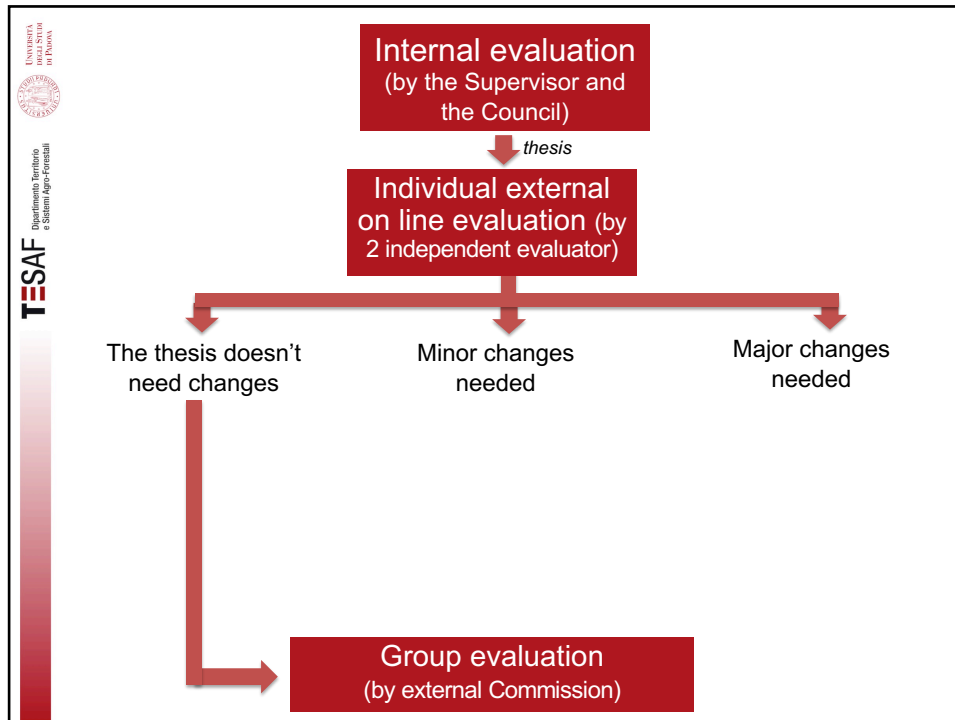 UNIVERSITÀ
DEGLI STUDI
DI PADOVA
TESAF
Dipartimento Territorio
e Sistemi Agro-Forestali
Internal evaluation
(by the Supervisor and
the Council)
thesis
Individual external
on line evaluation (by
2 independent evaluator)
The thesis doesn’t
need changes
Minor changes
needed
Major changes
needed
Group evaluation
(by external Commission)